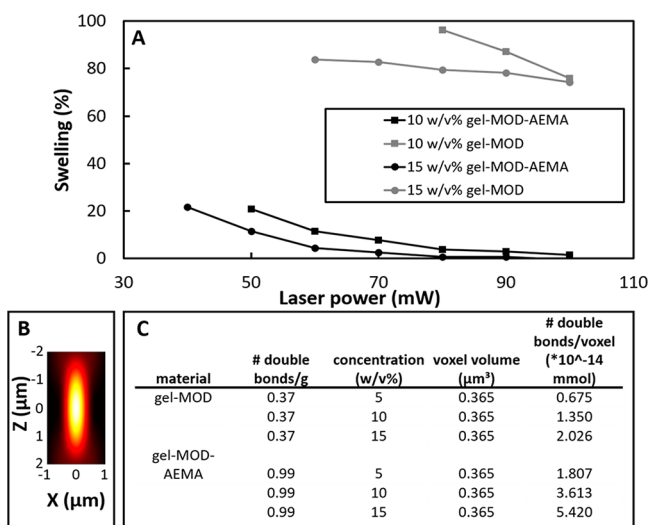 A
Swelling (%)
100
80
60
40
20
0
10 w/v% gel-MOD-AEMA
10 w/v% gel-MOD
15 w/v% gel-MOD-AEMA
15 w/v% gel-MOD
30 50 70 90 110
Laser power (mW)
B
Z (µm)
-2
-1
0
1
2
-1 0 1
X (µm)
C
material # double bonds/g concentration (w/v%) voxel volume (µm³) # double bonds/voxel (*10^-14 mmol)
gel-MOD 0.37 5 0.365 0.675
0.37 10 0.365 1.350
0.37 15 0.365 2.026
gel-MOD-
AEMA 0.99 5 0.365 1.807
0.99 10 0.365 3.613
0.99 15 0.365 5.420